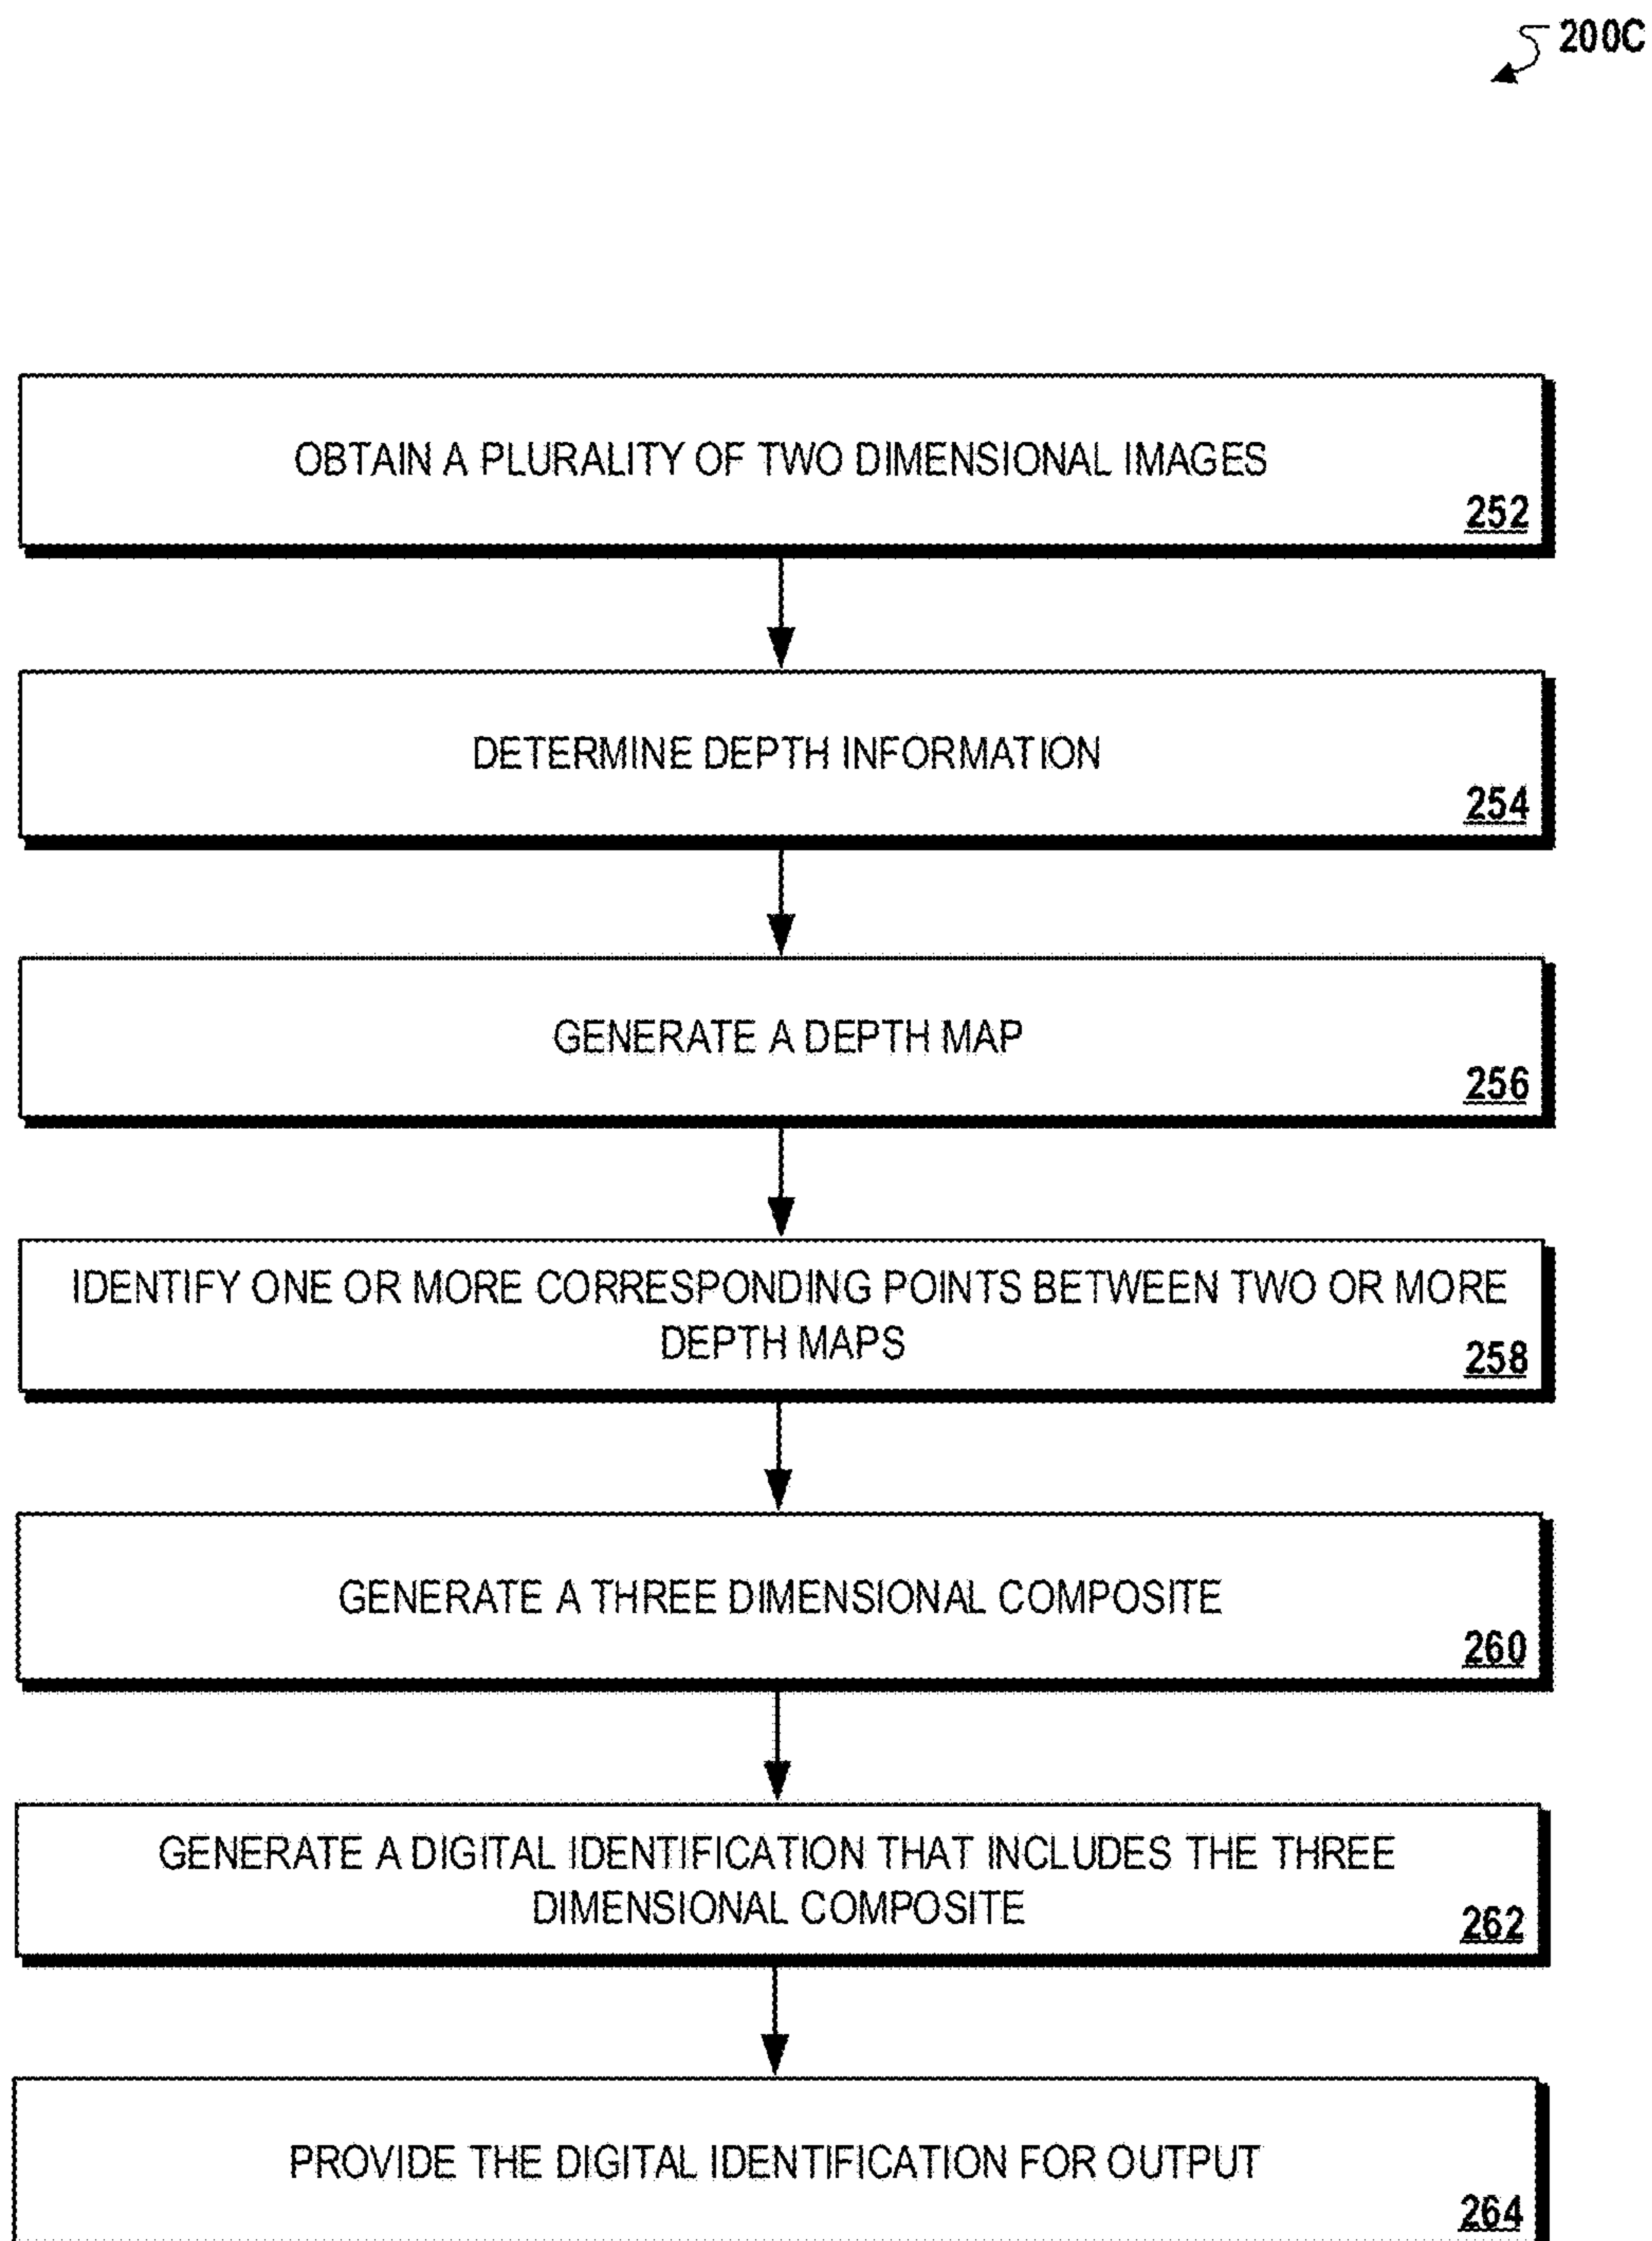 200C
OBTAIN A PLURALITY OF TWO DIMENSIONAL IMAGES
252
DETERMINE DEPTH INFORMATION
254
GENERATE A DEPTH MAP
256
IDENTIFY ONE OR MORE CORRESPONDING POINTS BETWEEN TWO OR MORE
DEPTH MAPS
258
GENERATE A THREE DIMENSIONAL COMPOSITE
260
GENERATE A DIGITAL IDENTIFICATION THAT INCLUDES THE THREE
DIMENSIONAL COMPOSITE
262
PROVIDE THE DIGITAL IDENTIFICATION FOR OUTPUT
264